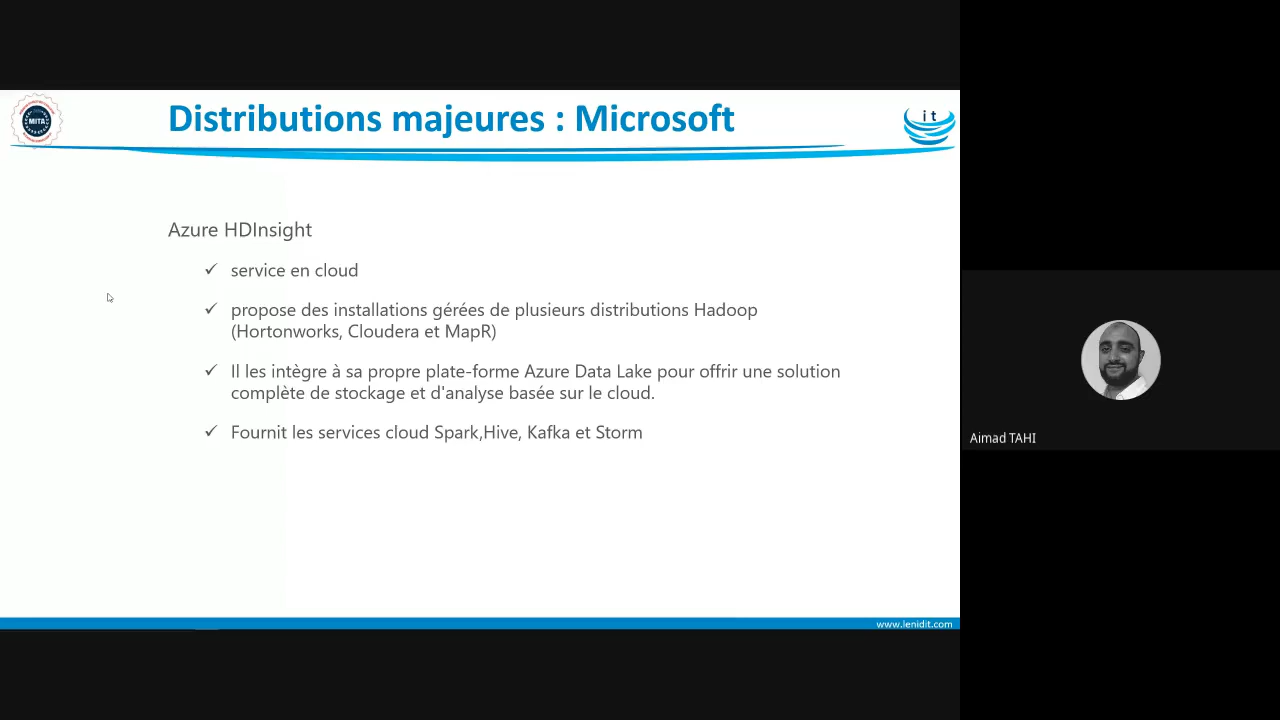 Distributions majeures : Microsoft
MITA
it
Azure HDInsight
✓ service en cloud
✓ propose des installations gérées de plusieurs distributions Hadoop
(Hortonworks, Cloudera et MapR)
✓ Il les intègre à sa propre plate-forme Azure Data Lake pour offrir une solution
complète de stockage et d'analyse basée sur le cloud.
✓ Fournit les services cloud Spark,Hive, Kafka et Storm
www.lenidit.com
Aimad TAHI